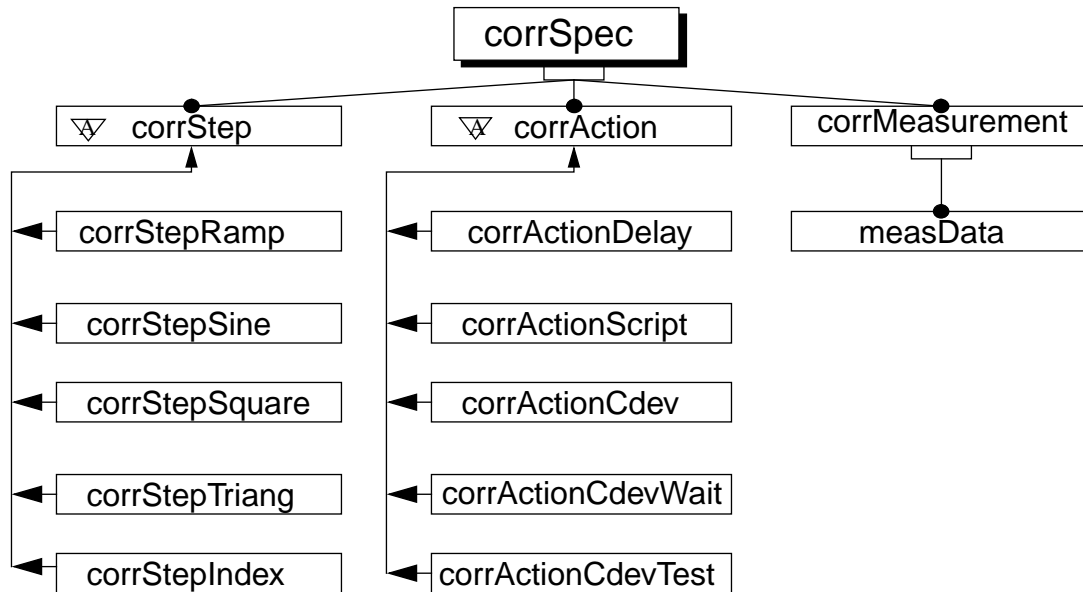 corrSpec
A corrStep
A corrAction
corrMeasurement
corrStepRamp
corrActionDelay
measData
corrStepSine
corrActionScript
corrStepSquare
corrActionCdev
corrStepTriang
corrActionCdevWait
corrStepIndex
corrActionCdevTest